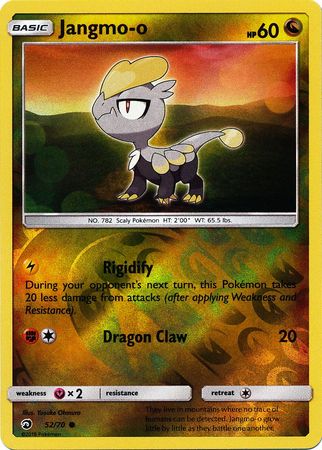 BASIC Jangmo-o HP60
NO. 782 Scaly Pokémon HT: 2'00" WT: 65.5 lbs.
Rigidify
During your opponent's next turn, this Pokémon takes
20 less damage from attacks (after applying Weakness and
Resistance).
Dragon Claw 20
weakness × 2 resistance retreat
Illus. Yusuke Ohmura
52/70
©2018 Pokémon
They live in mountains where no trace of
humans can be detected. Jangmo-o grow
little by little as they battle one another.